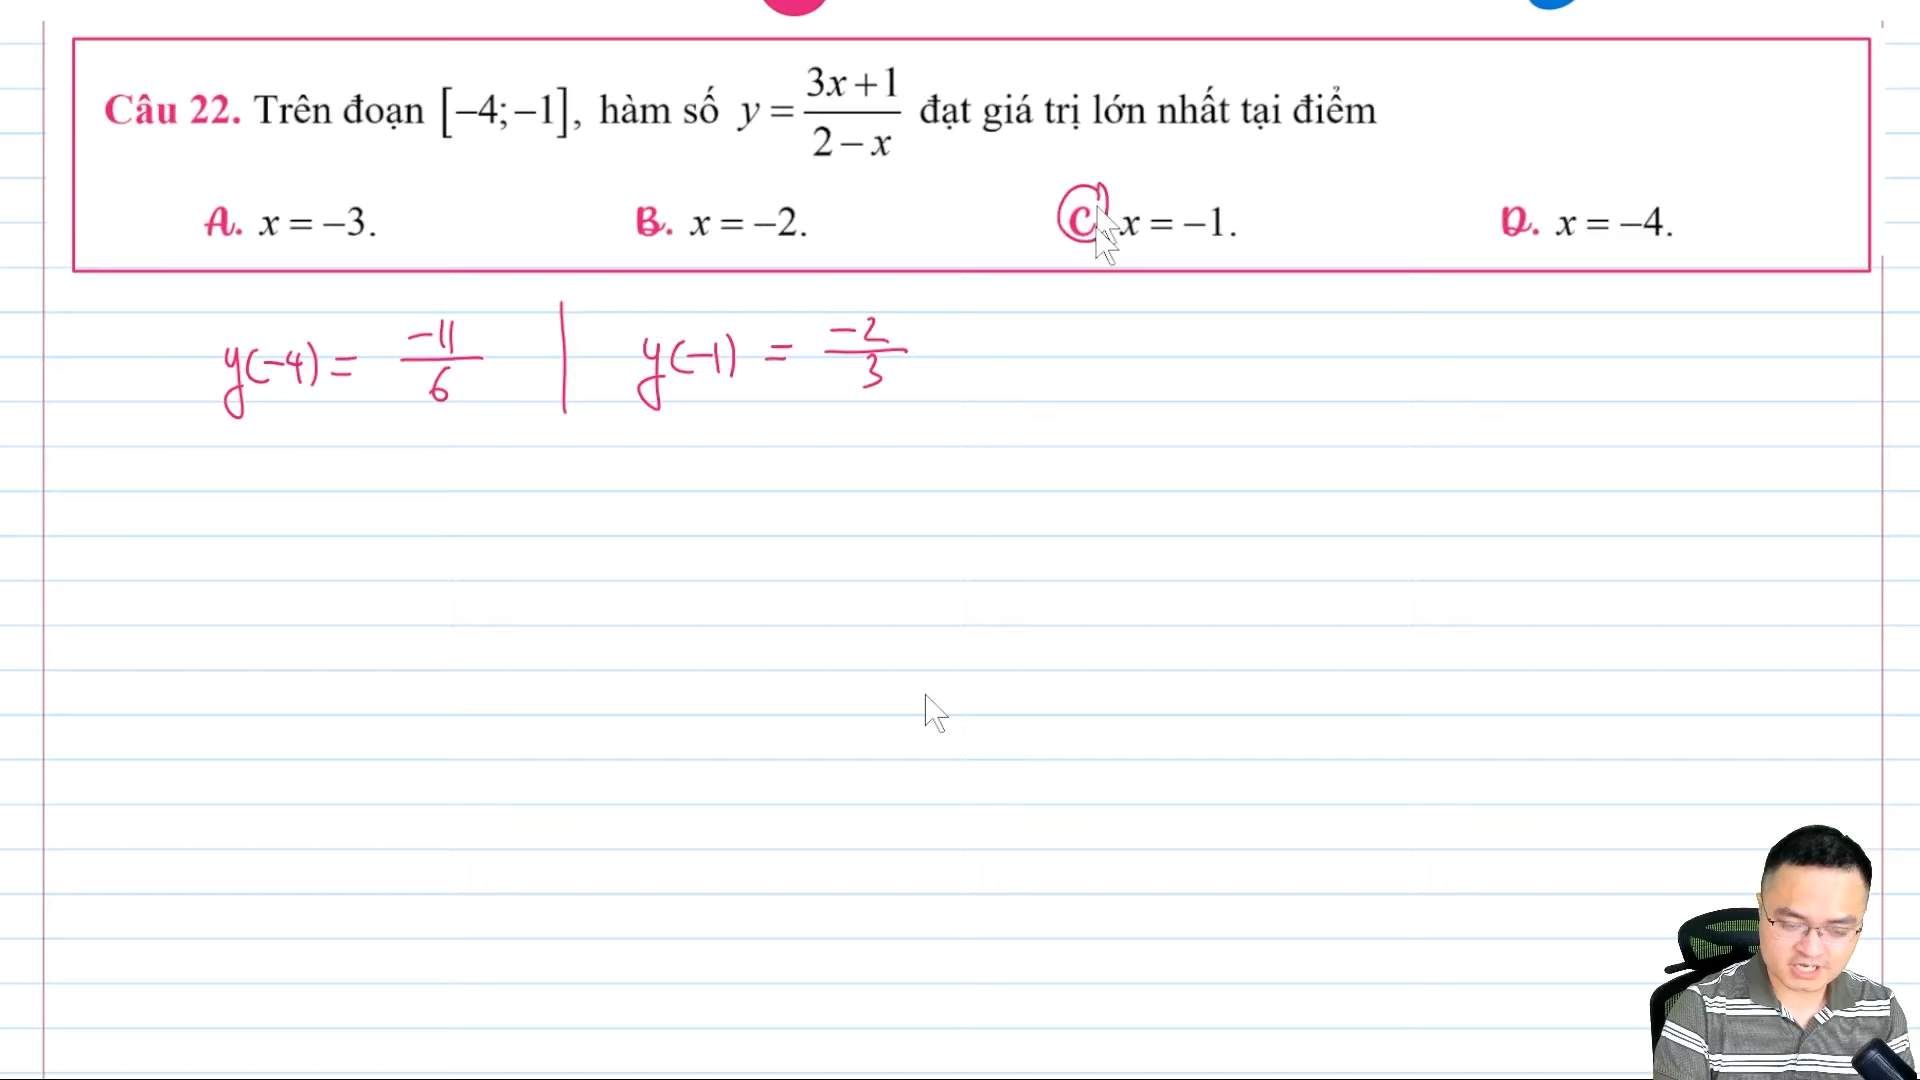 Câu 22. Trên đoạn [−4;−1], hàm số y = (3x+1)/(2−x) đạt giá trị lớn nhất tại điểm
A. x = −3. B. x = −2. C x = −1. D. x = −4.
y(−4) = −11/6 | y(−1) = −2/3